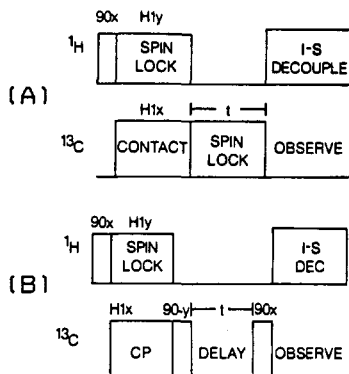 90x H1y
¹H SPIN LOCK I-S DECOUPLE
[A]
H1x t
¹³C CONTACT SPIN LOCK OBSERVE
90x H1y
¹H SPIN LOCK I-S DEC
[B]
H1x 90-y t 90x
¹³C CP DELAY OBSERVE